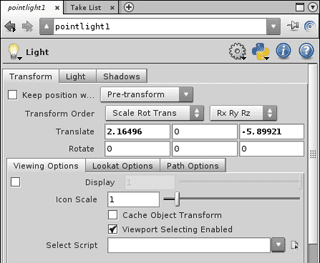 pointlight1 Take List
pointlight1
Light
Transform Light Shadows
Keep position w... Pre-transform
Transform Order Scale Rot Trans Rx Ry Rz
Translate 2.16496 0 -5.89921
Rotate 0 0 0
Viewing Options Lookat Options Path Options
Display 1
Icon Scale 1
Cache Object Transform
Viewport Selecting Enabled
Select Script